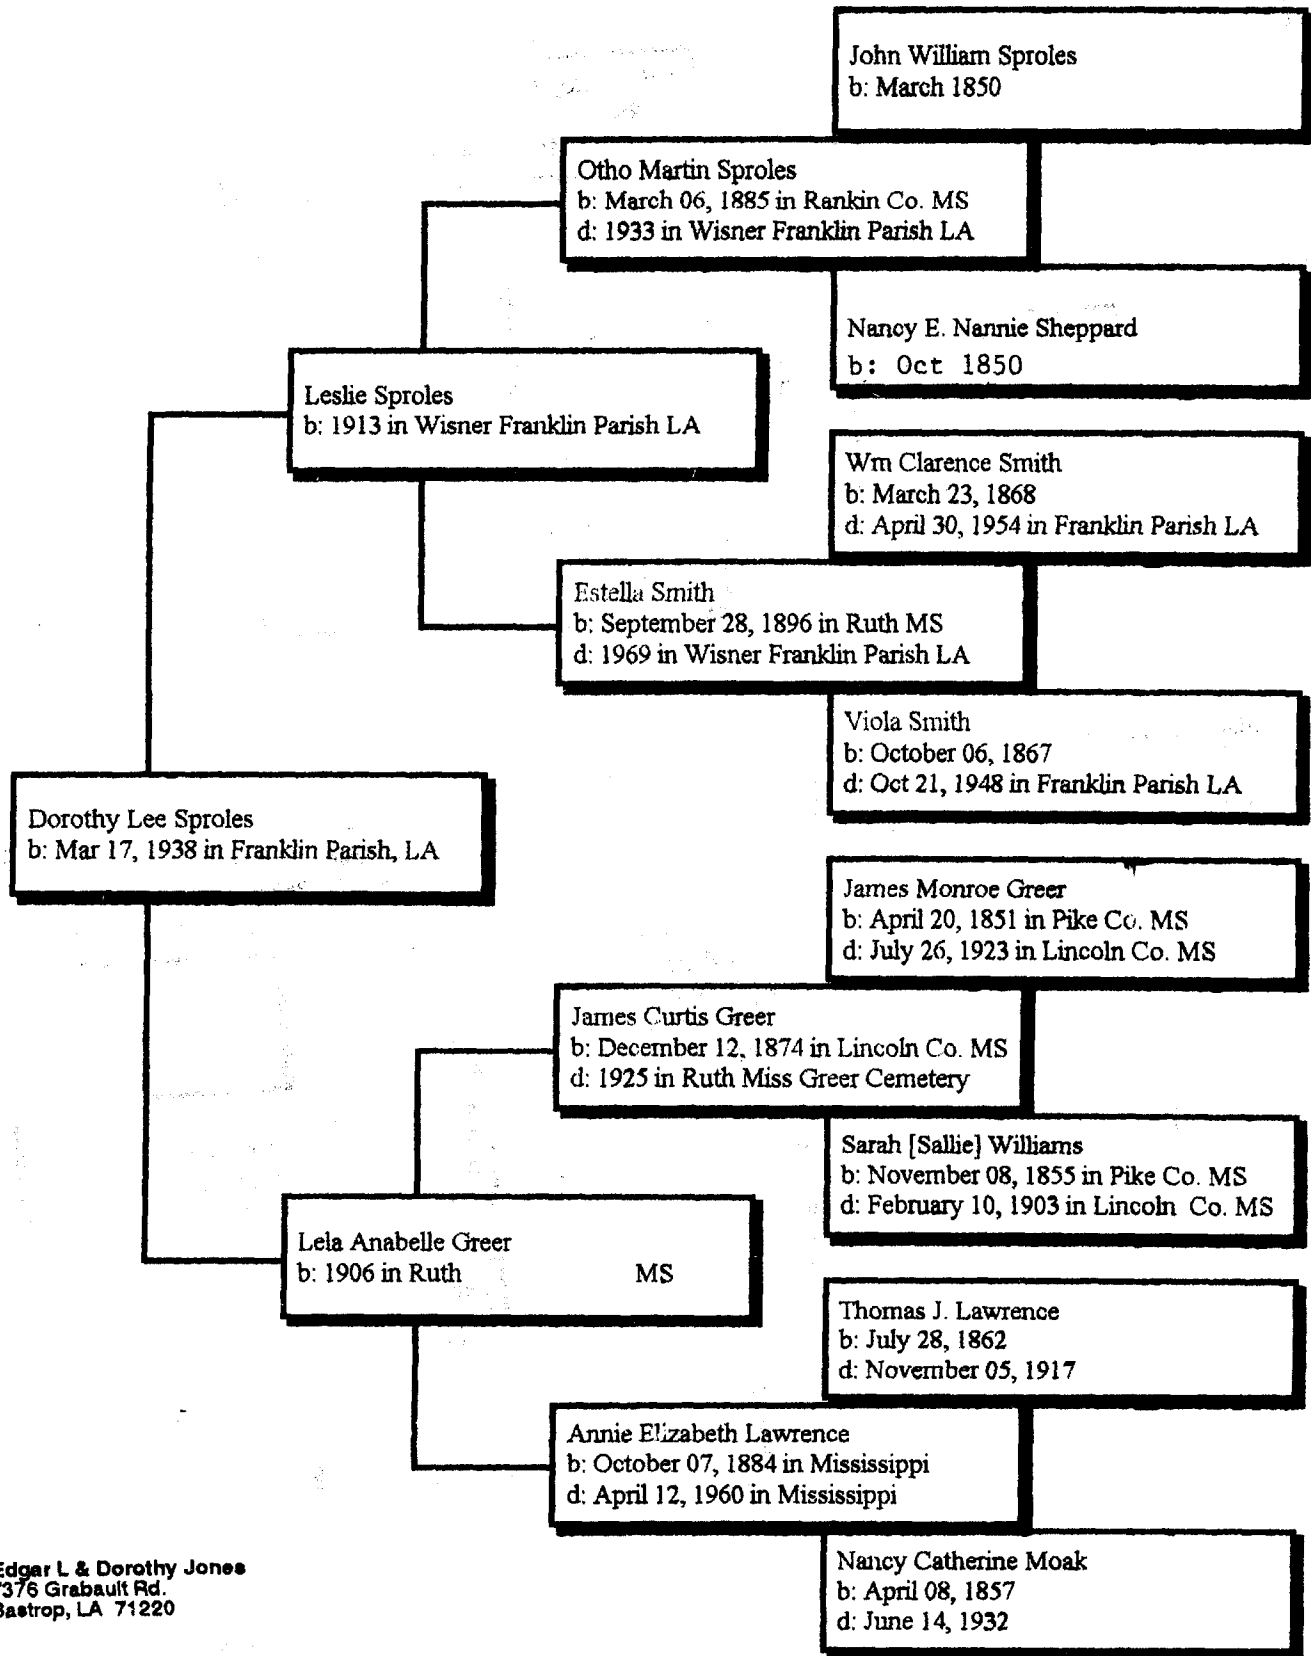 John William Sproles
b: March 1850
Otho Martin Sproles
b: March 06, 1885 in Rankin Co. MS
d: 1933 in Wisner Franklin Parish LA
Nancy E. Nannie Sheppard
b: Oct 1850
Leslie Sproles
b: 1913 in Wisner Franklin Parish LA
Wm Clarence Smith
b: March 23, 1868
d: April 30, 1954 in Franklin Parish LA
Estella Smith
b: September 28, 1896 in Ruth MS
d: 1969 in Wisner Franklin Parish LA
Viola Smith
b: October 06, 1867
d: Oct 21, 1948 in Franklin Parish LA
Dorothy Lee Sproles
b: Mar 17, 1938 in Franklin Parish, LA
James Monroe Greer
b: April 20, 1851 in Pike Co. MS
d: July 26, 1923 in Lincoln Co. MS
James Curtis Greer
b: December 12, 1874 in Lincoln Co. MS
d: 1925 in Ruth Miss Greer Cemetery
Sarah [Sallie] Williams
b: November 08, 1855 in Pike Co. MS
d: February 10, 1903 in Lincoln Co. MS
Lela Anabelle Greer
b: 1906 in Ruth MS
Thomas J. Lawrence
b: July 28, 1862
d: November 05, 1917
Annie Elizabeth Lawrence
b: October 07, 1884 in Mississippi
d: April 12, 1960 in Mississippi
Nancy Catherine Moak
b: April 08, 1857
d: June 14, 1932
Edgar L & Dorothy Jones
7376 Grabault Rd.
Bastrop, LA 71220